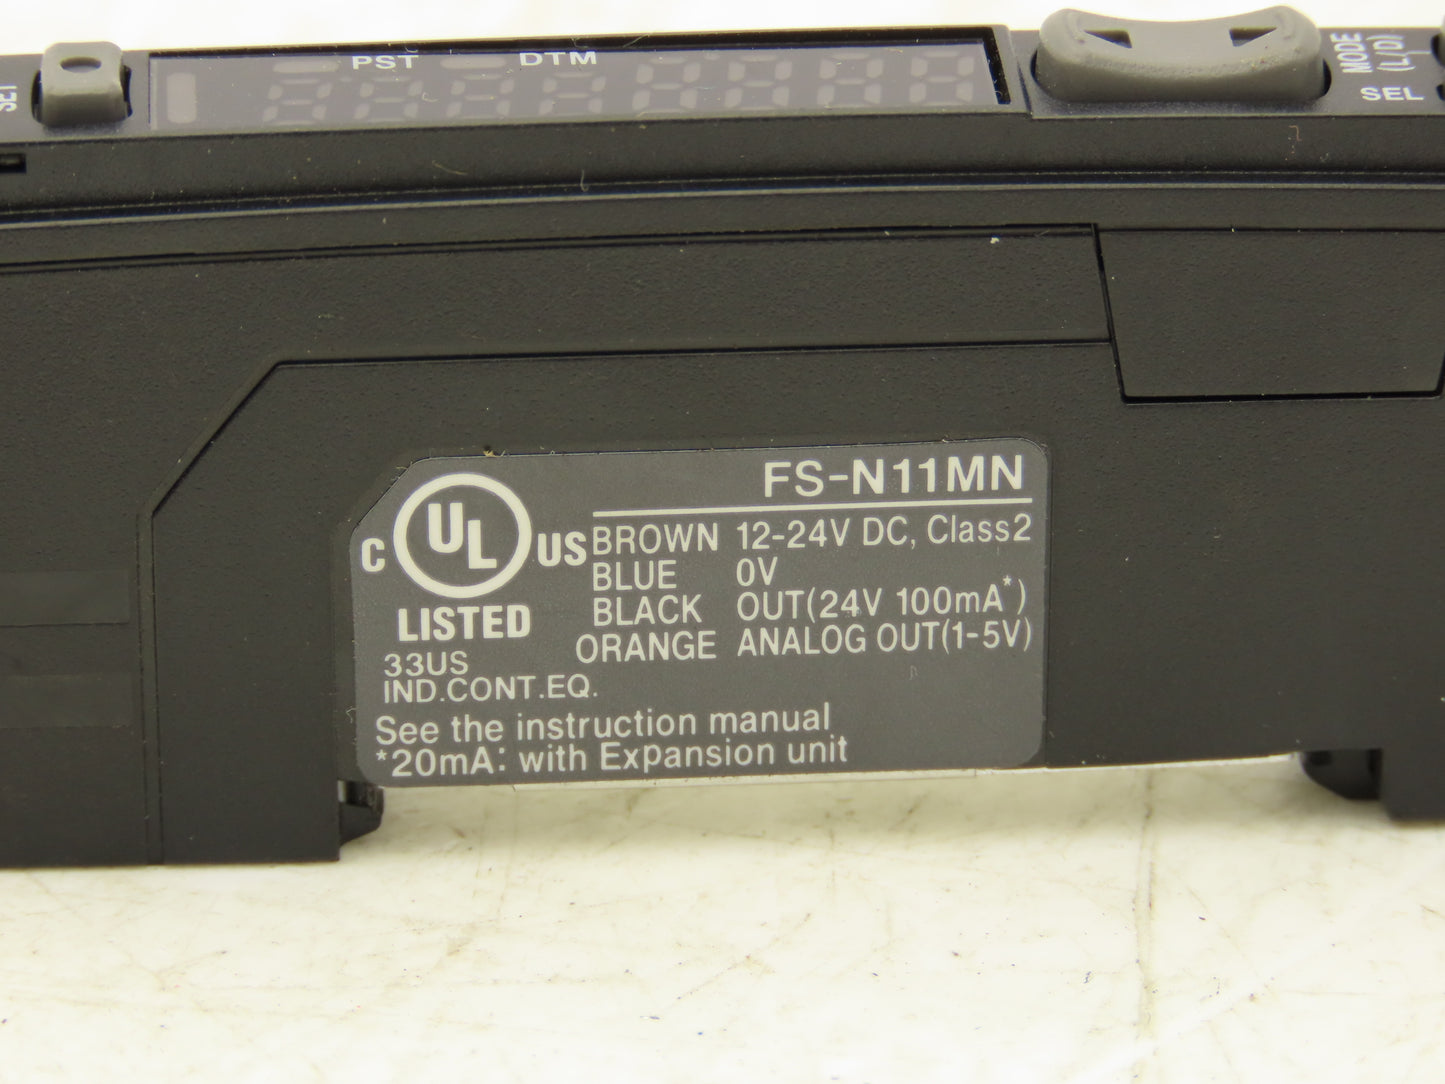 SET
PST DTM
MODE
(L/D)
SEL
FS-N11MN
C UL US
LISTED
33US
IND.CONT.EQ.
BROWN 12-24V DC, Class2
BLUE 0V
BLACK OUT(24V 100mA*)
ORANGE ANALOG OUT(1-5V)
See the instruction manual
*20mA: with Expansion unit